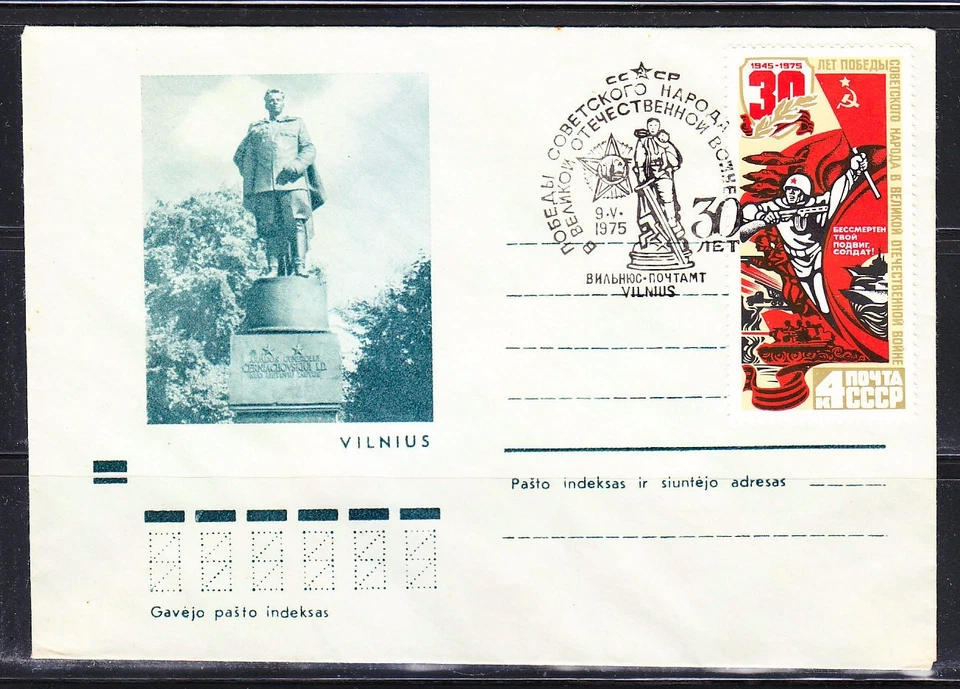 ČERNIACHOVSKIUI I.D.
VILNIUS
Gavėjo pašto indeksas
СССР
ПОБЕДЫ СОВЕТСКОГО НАРОДА
В ВЕЛИКОЙ ОТЕЧЕСТВЕННОЙ ВОЙНЕ
9·V·
1975
30
ЛЕТ
ВИЛЬНЮС-ПОЧТАМТ
VILNIUS
1945-1975
30
ЛЕТ ПОБЕДЫ
СОВЕТСКОГО НАРОДА В ВЕЛИКОЙ ОТЕЧЕСТВЕННОЙ ВОЙНЕ
БЕССМЕРТЕН
ТВОЙ
ПОДВИГ,
СОЛДАТ!
4К ПОЧТА
СССР
Pašto indeksas ir siuntėjo adresas